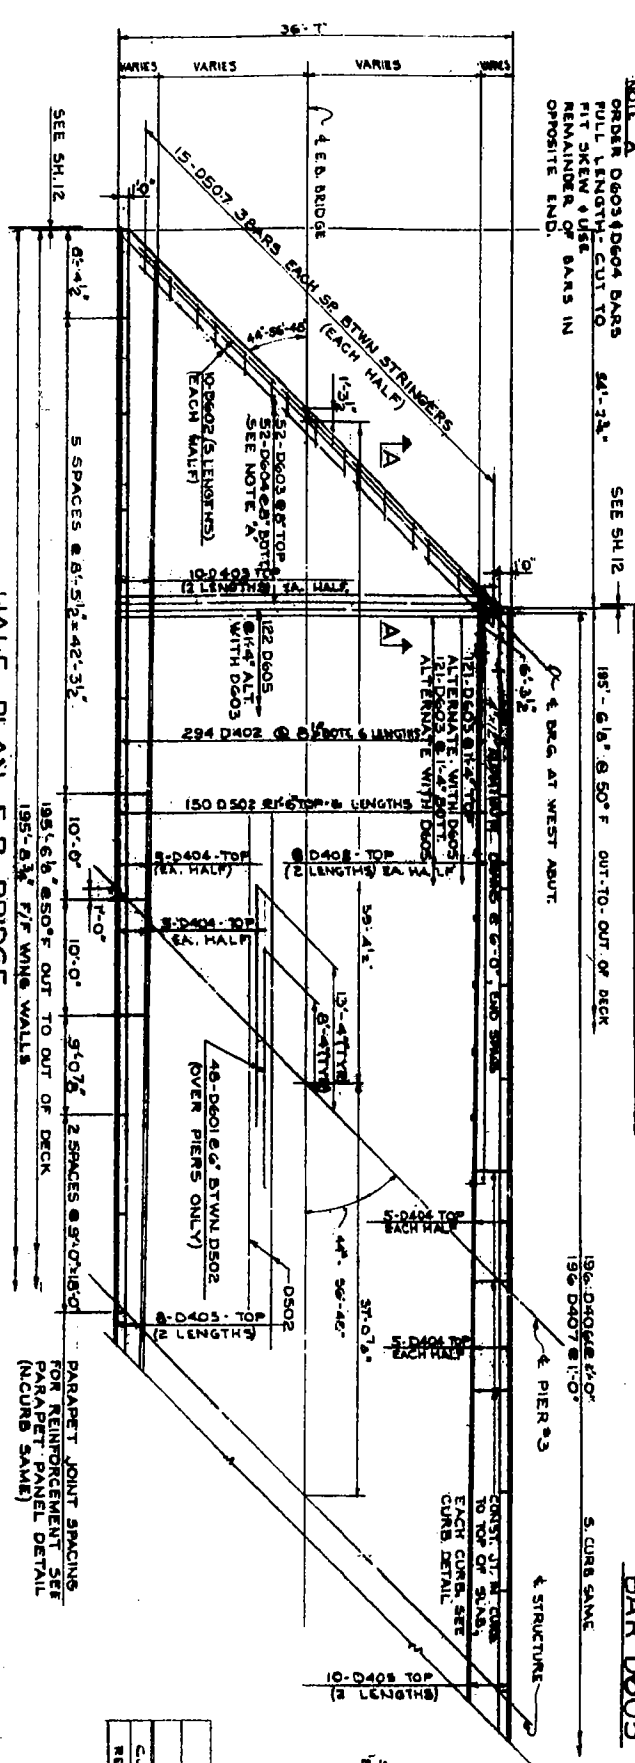 NOTE A
ORDER D603 & D604 BARS
FULL LENGTH - CUT TO
FIT SKEW & USE
REMAINDER OF BARS IN
OPPOSITE END.
36'-7"
VARIES
VARIES
VARIES
VARIES
SEE SH. 12
1'0"
15-D507, 3 BARS EACH SP BTWN STRINGERS
(EACH HALF)
℄ E.B. BRIDGE
44°-56'-48"
1'-3½"
A
A
SEE SH. 12
1'0"
6'-3½"
℄ BRG. AT WEST ABUT.
195'-6⅛" @ 50° F OUT-TO-OUT OF DECK
10-D602 (5 LENGTHS)
(EACH HALF)
52-D603 @ 8" TOP
52-D604 @ 8" BOTT.
SEE NOTE "A"
10-D403 TOP
(2 LENGTHS) EA. HALF
122 D605
@ 1'-4" ALT.
WITH D603
121-D605 @ 1'-4" TOP
ALTERNATE WITH D605
121-D603 @ 1'-4" BOTT.
ALTERNATE WITH D605
294 D402 @ 8" BOTT. 6 LENGTHS
150 D502 @ 1'-6" TOP-6 LENGTHS
5-D404-TOP
(EA. HALF)
8 D408-TOP
(2 LENGTHS) EA. HALF
5-D404-TOP
EA. HALF
8'-4½"
5 SPACES @ 8'-5½" = 42'-3½"
10'-0"
10'-0"
9'-0⅞"
2 SPACES @ 9'-0" = 18'-0"
1'-0"
195'-6⅛" @ 50° F OUT TO OUT OF DECK
195'-8¾" F/F WING WALLS
HALF PLAN E.B. BRIDGE
59'-4½"
13'-4" (TYP.)
8'-4" (TYP.)
48-D601 @ 6" BTWN. D502
(OVER PIERS ONLY)
D502
44°-56'-48"
5-D404 TOP
EACH HALF
5-D404 TOP
EACH HALF
196 D406 @ 1'-0"
196 D407 @ 1'-0"
S. CURB SAME
℄ PIER #3
8-D405-TOP
(2 LENGTHS)
PARAPET JOINT SPACING
FOR REINFORCEMENT SEE
PARAPET PANEL DETAIL
(N. CURB SAME)
CONST. JT. IN CURB
TO TOP OF SLAB,
EACH CURB SEE
CURB DETAIL
℄ STRUCTURE
10-D405 TOP
(2 LENGTHS)